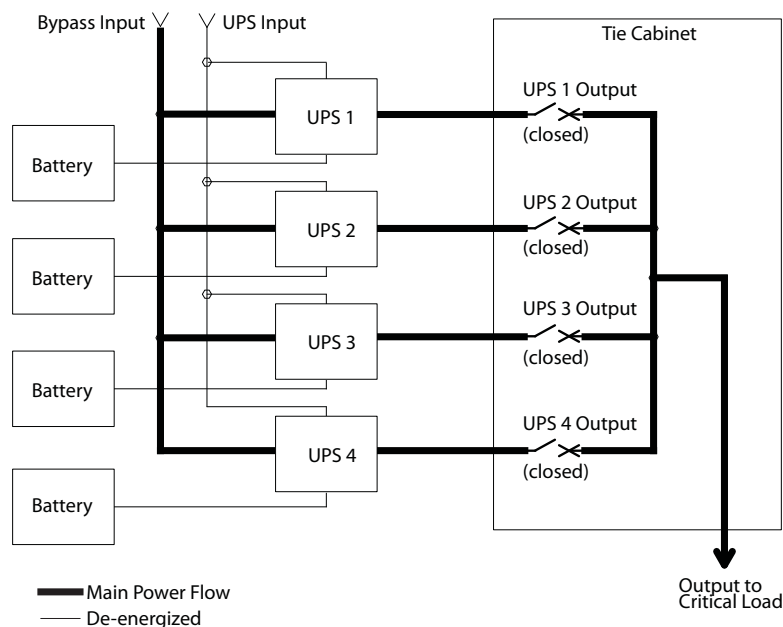 Bypass Input
UPS Input
Tie Cabinet
UPS 1
UPS 1 Output
(closed)
Battery
UPS 2
UPS 2 Output
(closed)
Battery
UPS 3
UPS 3 Output
(closed)
Battery
UPS 4
UPS 4 Output
(closed)
Battery
Main Power Flow
De-energized
Output to
Critical Load